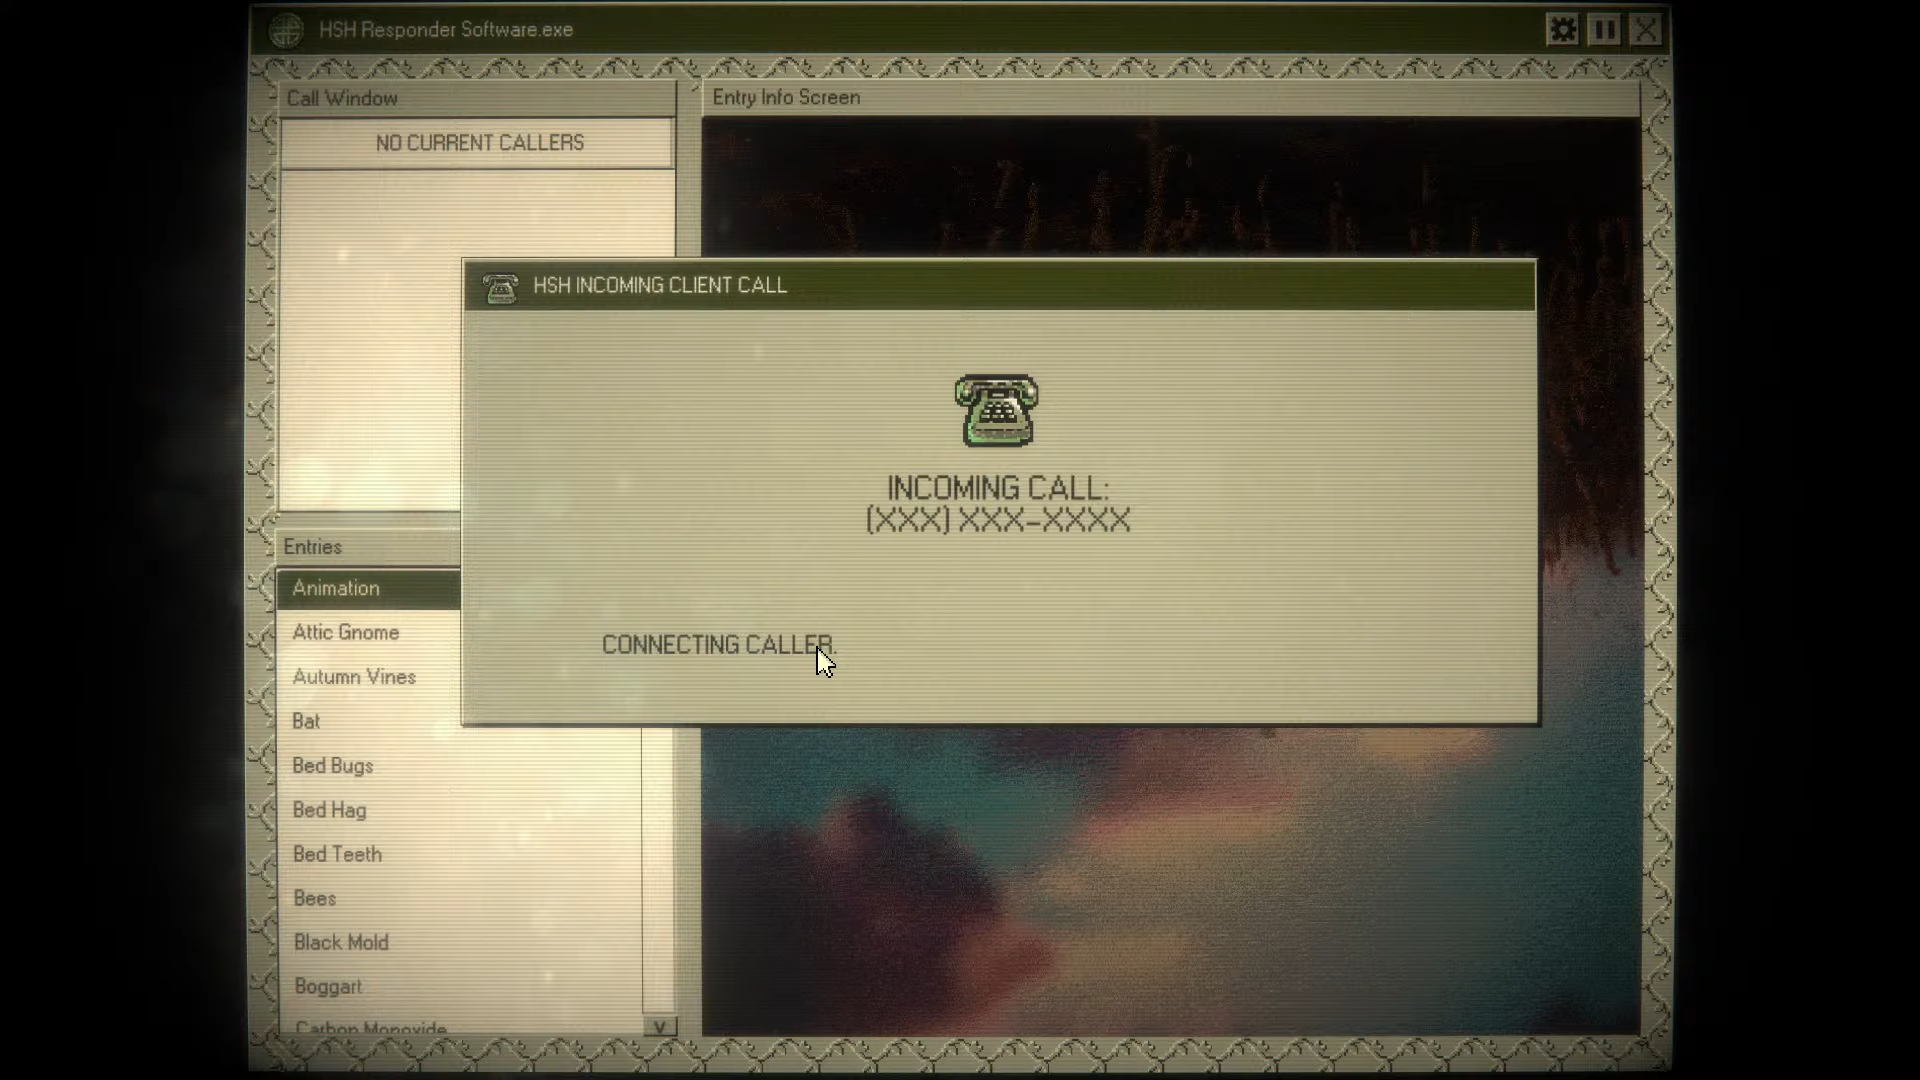 HSH Responder Software.exe
Call Window
NO CURRENT CALLERS
Entry Info Screen
HSH INCOMING CLIENT CALL
INCOMING CALL:
(XXX) XXX-XXXX
CONNECTING CALLER.
Entries
Animation
Attic Gnome
Autumn Vines
Bat
Bed Bugs
Bed Hag
Bed Teeth
Bees
Black Mold
Boggart
Carbon Monoxide
V